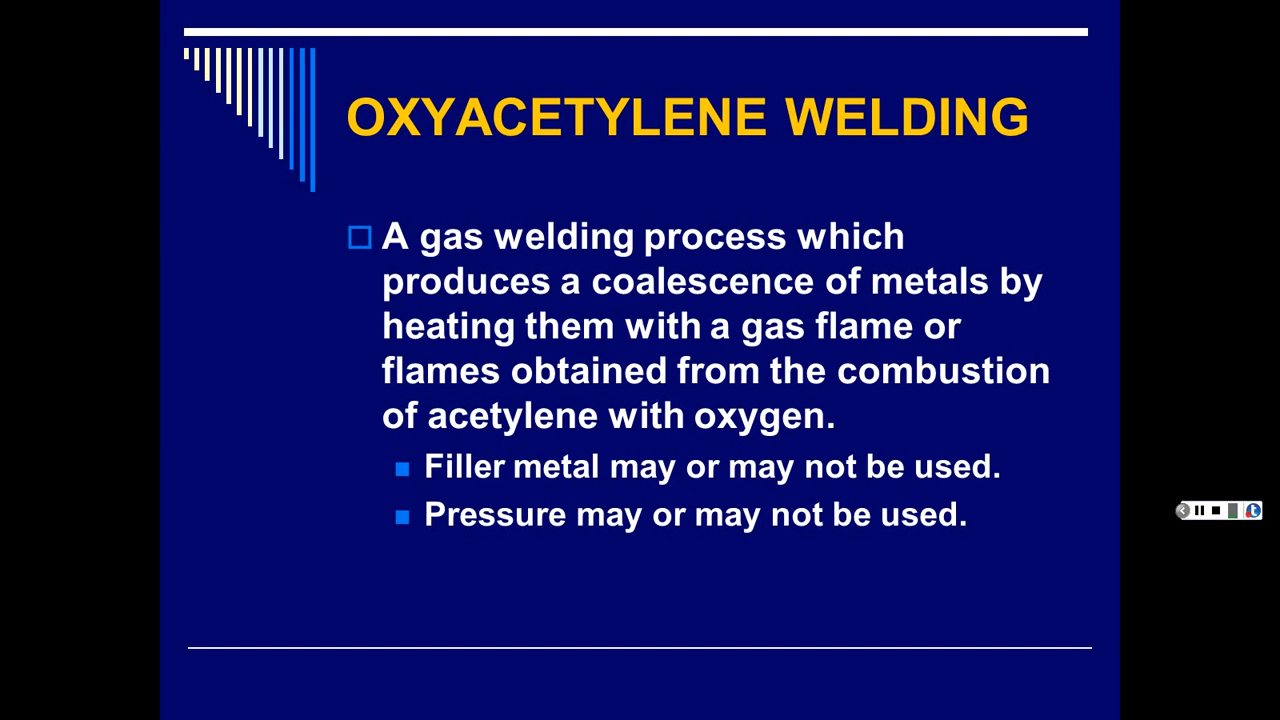 OXYACETYLENE WELDING
A gas welding process which
produces a coalescence of metals by
heating them with a gas flame or
flames obtained from the combustion
of acetylene with oxygen.
Filler metal may or may not be used.
Pressure may or may not be used.
t